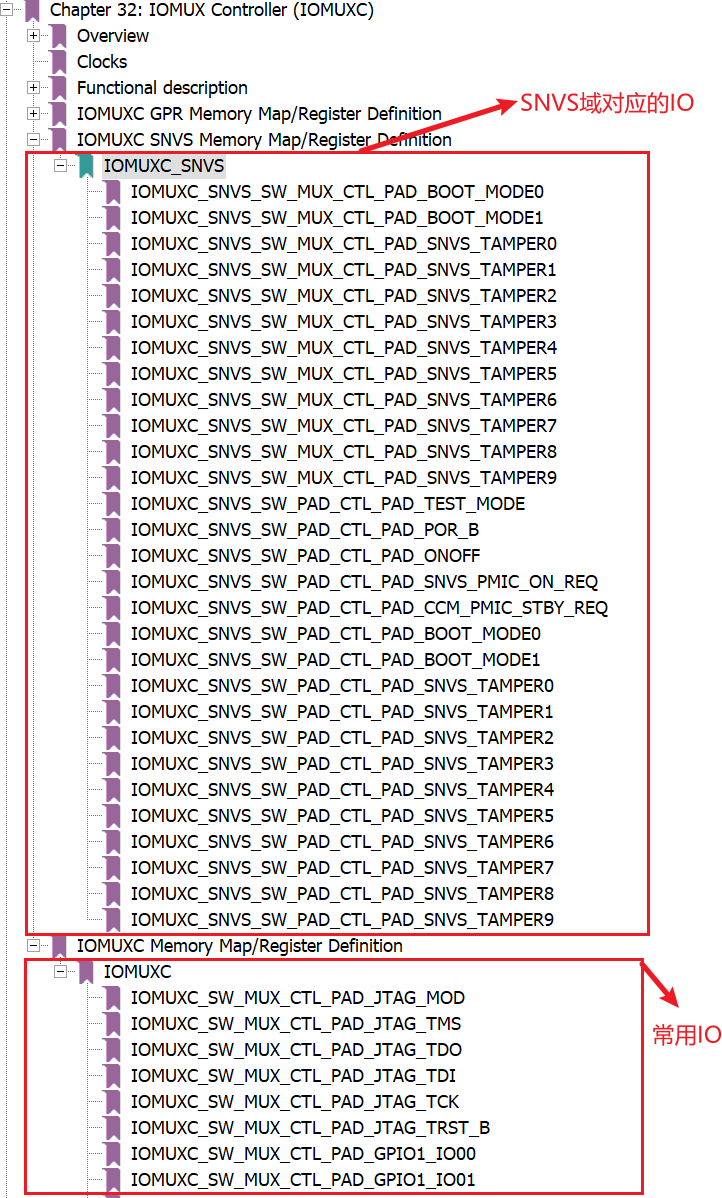 Chapter 32: IOMUX Controller (IOMUXC)
Overview
Clocks
Functional description
SNVS域对应的IO
IOMUXC GPR Memory Map/Register Definition
IOMUXC SNVS Memory Map/Register Definition
IOMUXC_SNVS
IOMUXC_SNVS_SW_MUX_CTL_PAD_BOOT_MODE0
IOMUXC_SNVS_SW_MUX_CTL_PAD_BOOT_MODE1
IOMUXC_SNVS_SW_MUX_CTL_PAD_SNVS_TAMPER0
IOMUXC_SNVS_SW_MUX_CTL_PAD_SNVS_TAMPER1
IOMUXC_SNVS_SW_MUX_CTL_PAD_SNVS_TAMPER2
IOMUXC_SNVS_SW_MUX_CTL_PAD_SNVS_TAMPER3
IOMUXC_SNVS_SW_MUX_CTL_PAD_SNVS_TAMPER4
IOMUXC_SNVS_SW_MUX_CTL_PAD_SNVS_TAMPER5
IOMUXC_SNVS_SW_MUX_CTL_PAD_SNVS_TAMPER6
IOMUXC_SNVS_SW_MUX_CTL_PAD_SNVS_TAMPER7
IOMUXC_SNVS_SW_MUX_CTL_PAD_SNVS_TAMPER8
IOMUXC_SNVS_SW_MUX_CTL_PAD_SNVS_TAMPER9
IOMUXC_SNVS_SW_PAD_CTL_PAD_TEST_MODE
IOMUXC_SNVS_SW_PAD_CTL_PAD_POR_B
IOMUXC_SNVS_SW_PAD_CTL_PAD_ONOFF
IOMUXC_SNVS_SW_PAD_CTL_PAD_SNVS_PMIC_ON_REQ
IOMUXC_SNVS_SW_PAD_CTL_PAD_CCM_PMIC_STBY_REQ
IOMUXC_SNVS_SW_PAD_CTL_PAD_BOOT_MODE0
IOMUXC_SNVS_SW_PAD_CTL_PAD_BOOT_MODE1
IOMUXC_SNVS_SW_PAD_CTL_PAD_SNVS_TAMPER0
IOMUXC_SNVS_SW_PAD_CTL_PAD_SNVS_TAMPER1
IOMUXC_SNVS_SW_PAD_CTL_PAD_SNVS_TAMPER2
IOMUXC_SNVS_SW_PAD_CTL_PAD_SNVS_TAMPER3
IOMUXC_SNVS_SW_PAD_CTL_PAD_SNVS_TAMPER4
IOMUXC_SNVS_SW_PAD_CTL_PAD_SNVS_TAMPER5
IOMUXC_SNVS_SW_PAD_CTL_PAD_SNVS_TAMPER6
IOMUXC_SNVS_SW_PAD_CTL_PAD_SNVS_TAMPER7
IOMUXC_SNVS_SW_PAD_CTL_PAD_SNVS_TAMPER8
IOMUXC_SNVS_SW_PAD_CTL_PAD_SNVS_TAMPER9
IOMUXC Memory Map/Register Definition
IOMUXC
IOMUXC_SW_MUX_CTL_PAD_JTAG_MOD
IOMUXC_SW_MUX_CTL_PAD_JTAG_TMS
常用IO
IOMUXC_SW_MUX_CTL_PAD_JTAG_TDO
IOMUXC_SW_MUX_CTL_PAD_JTAG_TDI
IOMUXC_SW_MUX_CTL_PAD_JTAG_TCK
IOMUXC_SW_MUX_CTL_PAD_JTAG_TRST_B
IOMUXC_SW_MUX_CTL_PAD_GPIO1_IO00
IOMUXC_SW_MUX_CTL_PAD_GPIO1_IO01